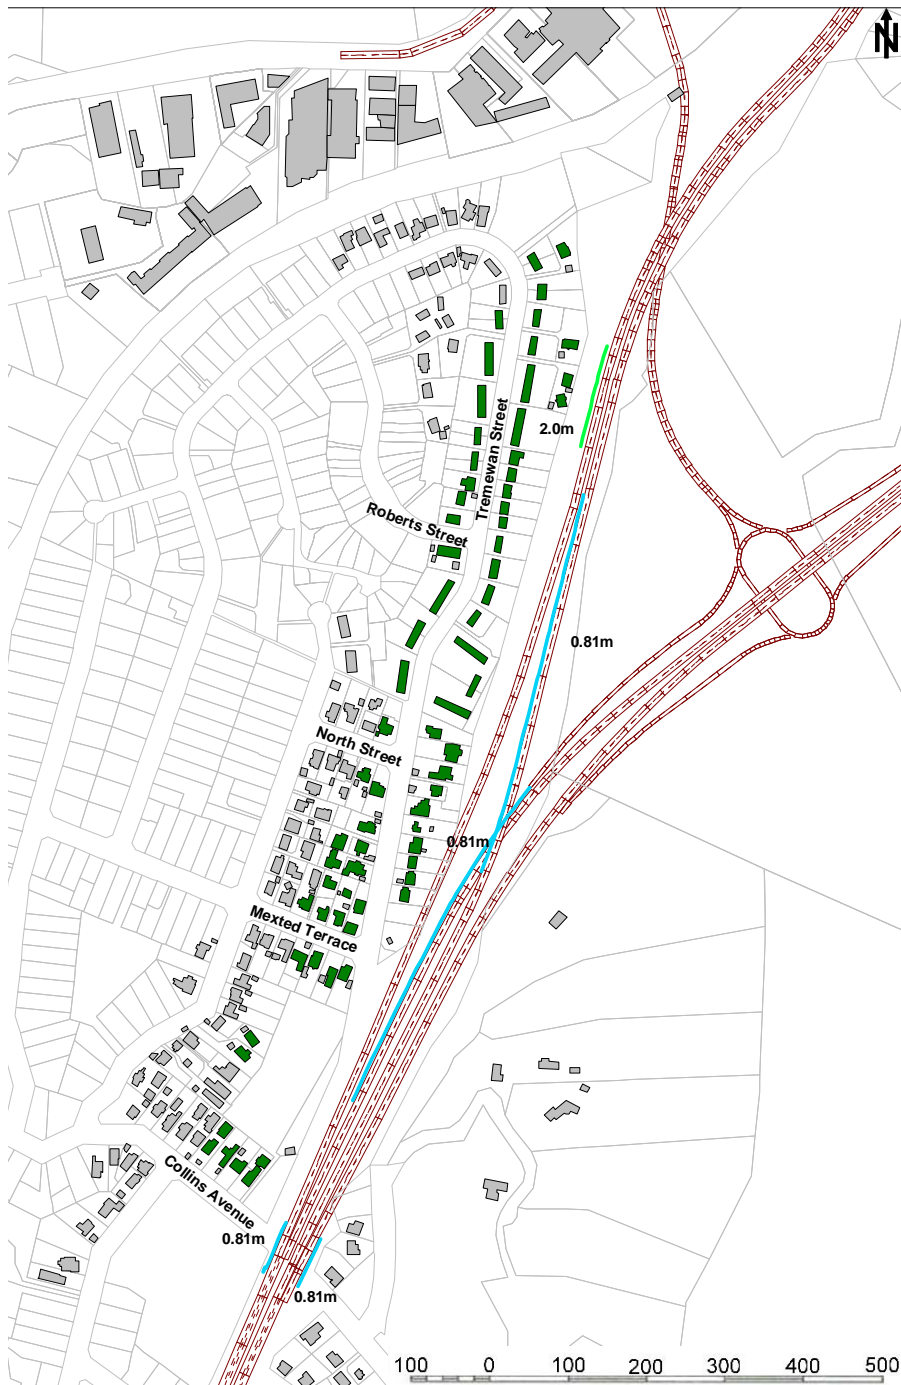 N
2.0m
Tremewan Street
Roberts Street
0.81m
North Street
0.81m
Mexted Terrace
Collins Avenue
0.81m
0.81m
100 0 100 200 300 400 500